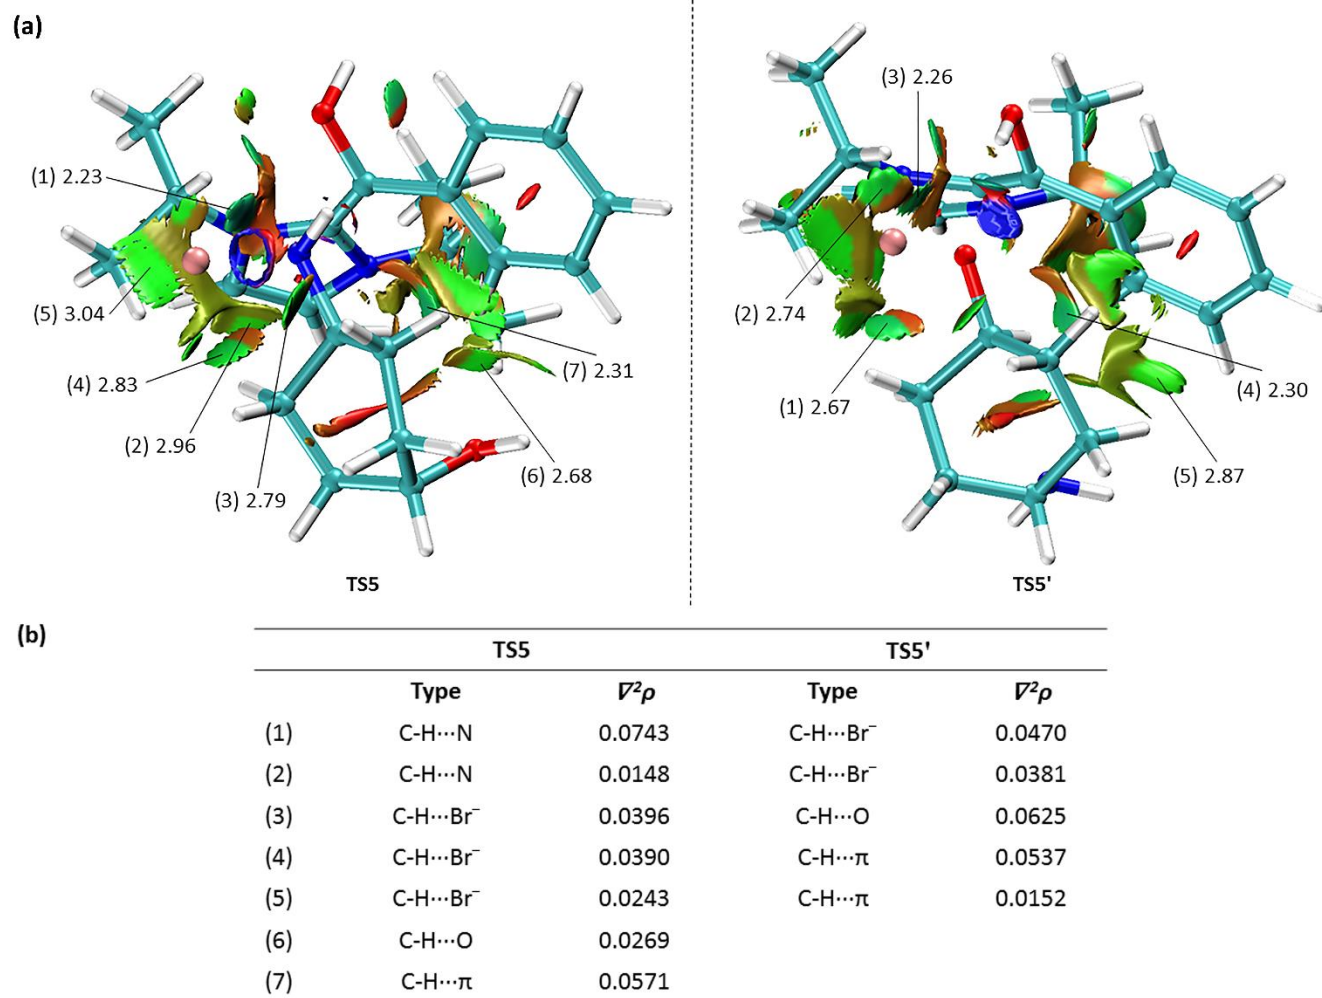 (a)
(1) 2.23
(5) 3.04
(4) 2.83
(2) 2.96
(3) 2.79
(6) 2.68
(7) 2.31
TS5
(3) 2.26
(2) 2.74
(1) 2.67
(4) 2.30
(5) 2.87
TS5'
(b)
TS5 TS5'
Type ∇²ρ Type ∇²ρ
(1) C-H···N 0.0743 C-H···Br⁻ 0.0470
(2) C-H···N 0.0148 C-H···Br⁻ 0.0381
(3) C-H···Br⁻ 0.0396 C-H···O 0.0625
(4) C-H···Br⁻ 0.0390 C-H···π 0.0537
(5) C-H···Br⁻ 0.0243 C-H···π 0.0152
(6) C-H···O 0.0269
(7) C-H···π 0.0571